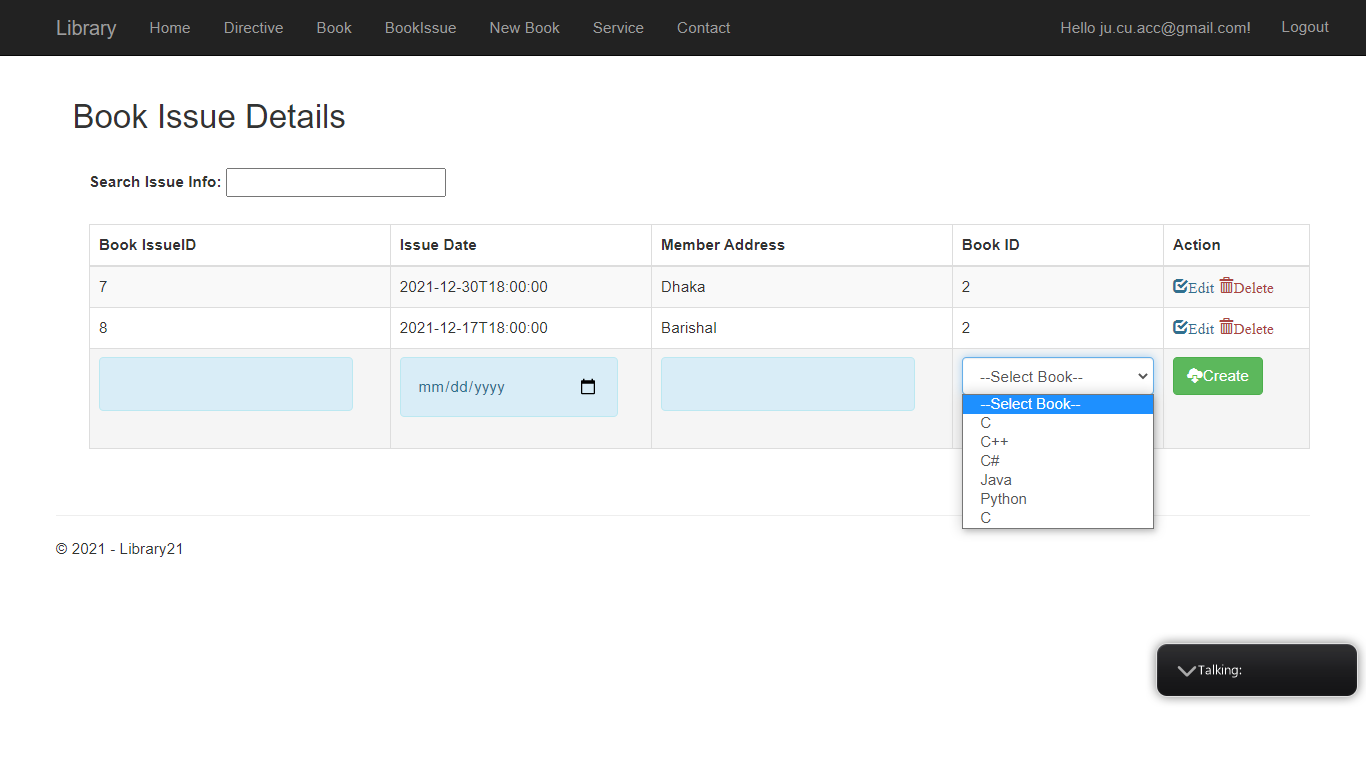 Library Home Directive Book BookIssue New Book Service Contact Hello ju.cu.acc@gmail.com! Logout
Book Issue Details
Search Issue Info:
Book IssueID Issue Date Member Address Book ID Action
7 2021-12-30T18:00:00 Dhaka 2 Edit Delete
8 2021-12-17T18:00:00 Barishal 2 Edit Delete
mm/dd/yyyy --Select Book-- Create
--Select Book--
C
C++
C#
Java
Python
C
© 2021 - Library21
Talking: